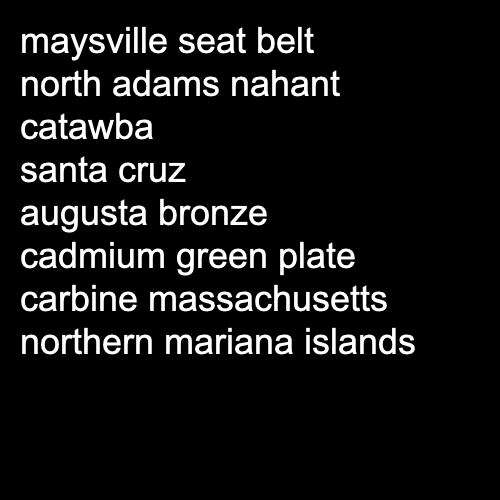 maysville seat belt
north adams nahant
catawba
santa cruz
augusta bronze
cadmium green plate
carbine massachusetts
northern mariana islands